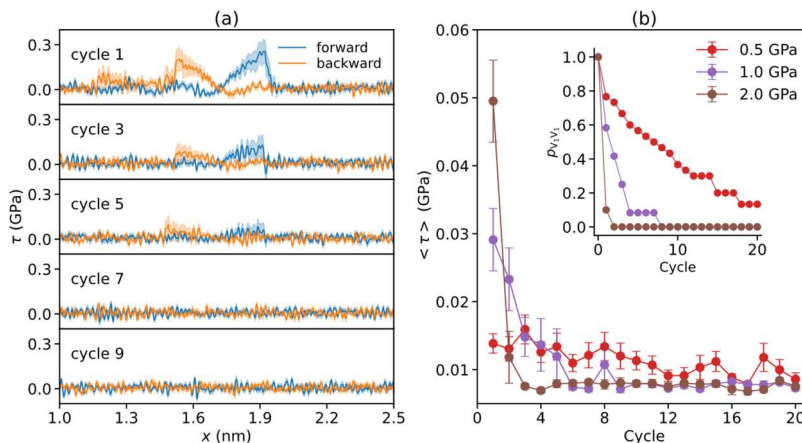 (a)
cycle 1
forward
backward
0.3
0.0
cycle 3
0.3
0.0
cycle 5
0.3
0.0
cycle 7
0.3
0.0
cycle 9
0.3
0.0
τ (GPa)
1.0 1.3 1.6 1.9 2.2 2.5
x (nm)
(b)
0.06
0.05
0.04
0.03
0.02
0.01
< τ > (GPa)
0 4 8 12 16 20
Cycle
0.5 GPa
1.0 GPa
2.0 GPa
1.0
0.8
0.6
0.4
0.2
0.0
pV₁V₁
0 10 20
Cycle